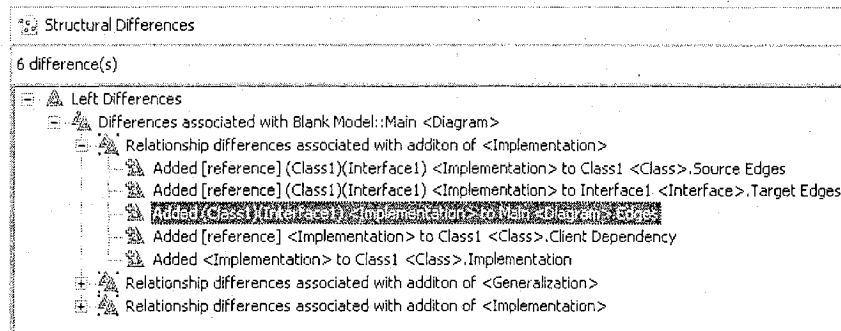 Structural Differences
6 difference(s)
Left Differences
Differences associated with Blank Model::Main <Diagram>
Relationship differences associated with additon of <Implementation>
Added [reference] (Class1)(Interface1) <Implementation> to Class1 <Class>.Source Edges
Added [reference] (Class1)(Interface1) <Implementation> to Interface1 <Interface>.Target Edges
Added (Class1)(Interface1) <Implementation> to Main <Diagram>.Edges
Added [reference] <Implementation> to Class1 <Class>.Client Dependency
Added <Implementation> to Class1 <Class>.Implementation
Relationship differences associated with additon of <Generalization>
Relationship differences associated with additon of <Implementation>